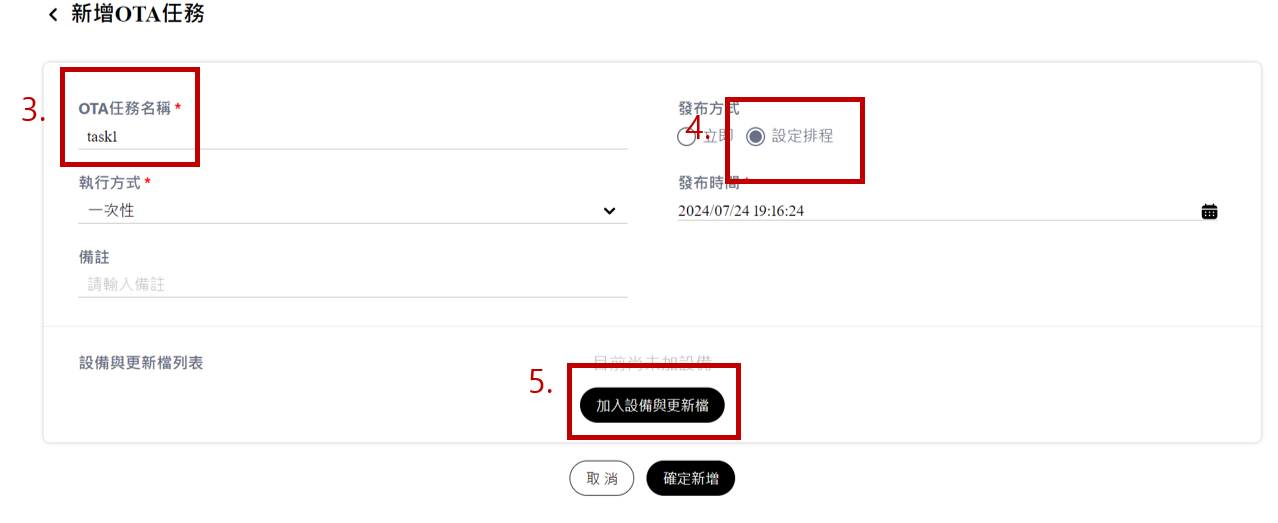 新增OTA任務
3.
OTA任務名稱 *
task1
4.
發布方式
立即
設定排程
執行方式 *
一次性
發布時間 *
2024/07/24 19:16:24
備註
請輸入備註
設備與更新檔列表
目前尚未加設備
5.
加入設備與更新檔
取 消
確定新增